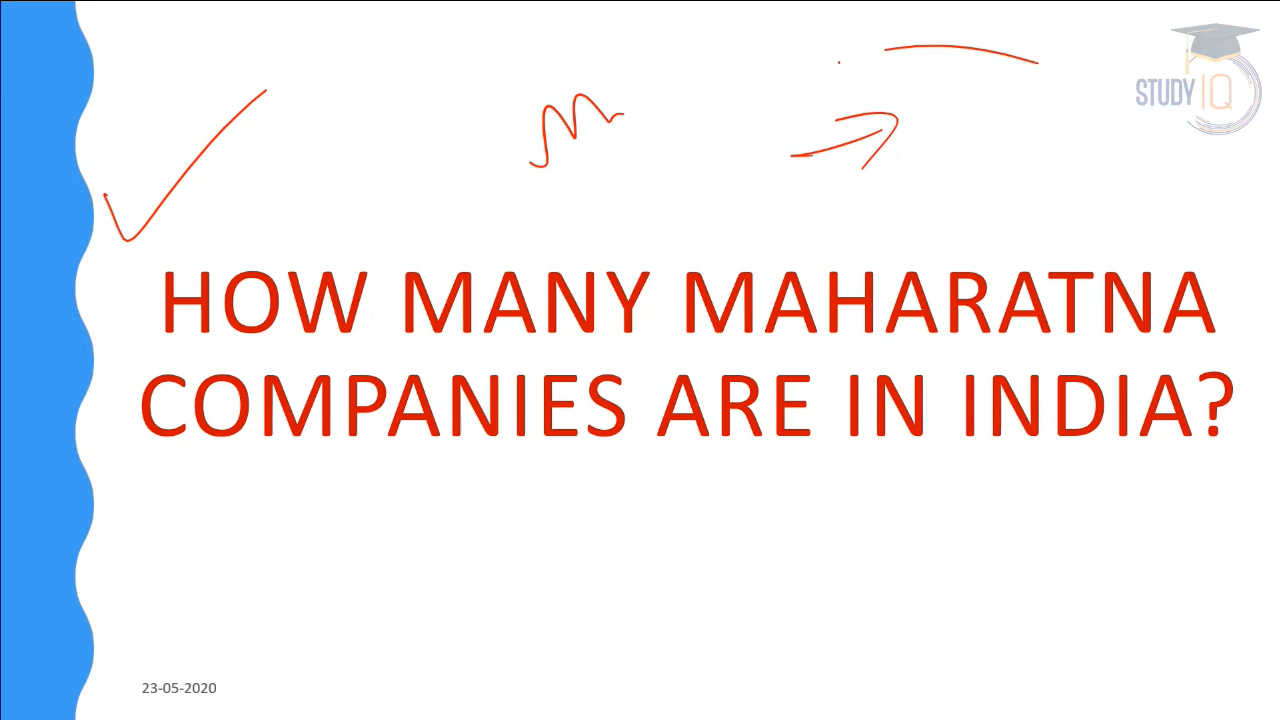 STUDY IQ
M
HOW MANY MAHARATNA
COMPANIES ARE IN INDIA?
23-05-2020